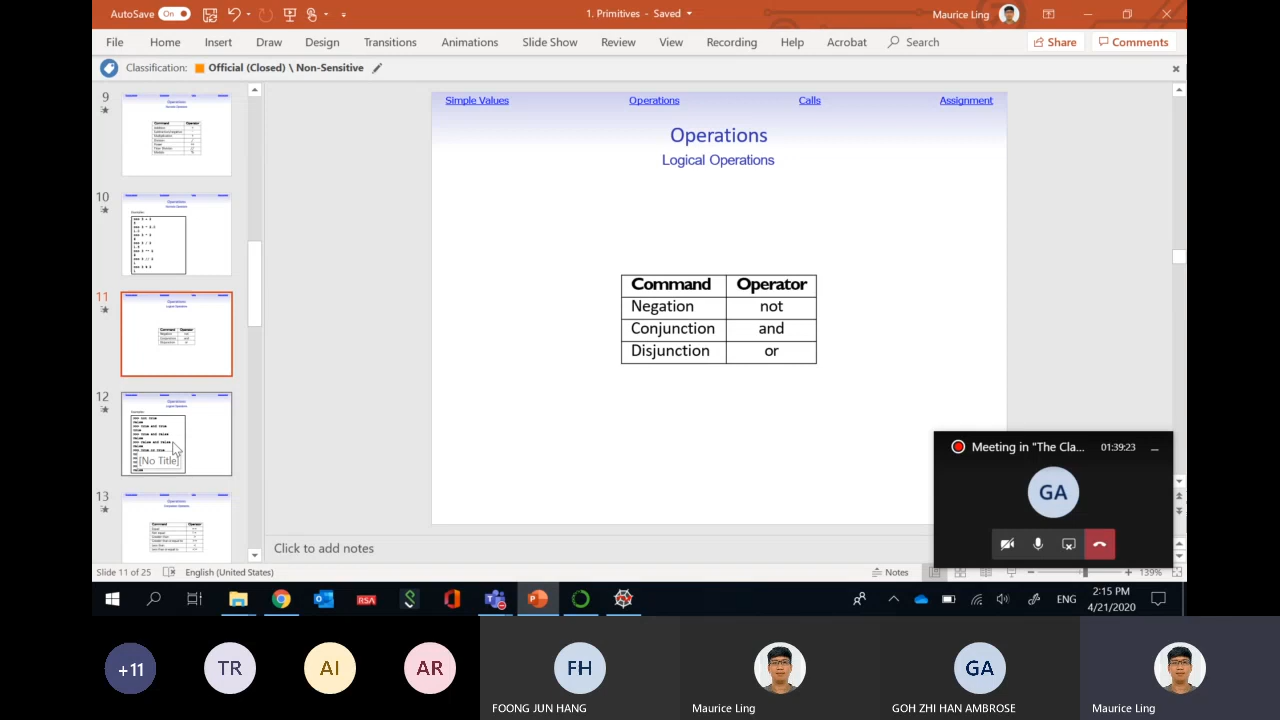 AutoSave On
1. Primitives - Saved
Maurice Ling
File Home Insert Draw Design Transitions Animations Slide Show Review View Recording Help Acrobat Search Share Comments
Classification: Official (Closed) \ Non-Sensitive
9
10
11
12
[No Title]
13
Simple Values Operations Calls Assignment
Operations
Logical Operations
Command Operator
Negation not
Conjunction and
Disjunction or
Meeting in "The Cla... 01:39:23
GA
Click to add notes
Slide 11 of 25 English (United States) Notes 139%
RSA
ENG
2:15 PM
4/21/2020
+11 TR AI AR FH GA
FOONG JUN HANG Maurice Ling GOH ZHI HAN AMBROSE Maurice Ling